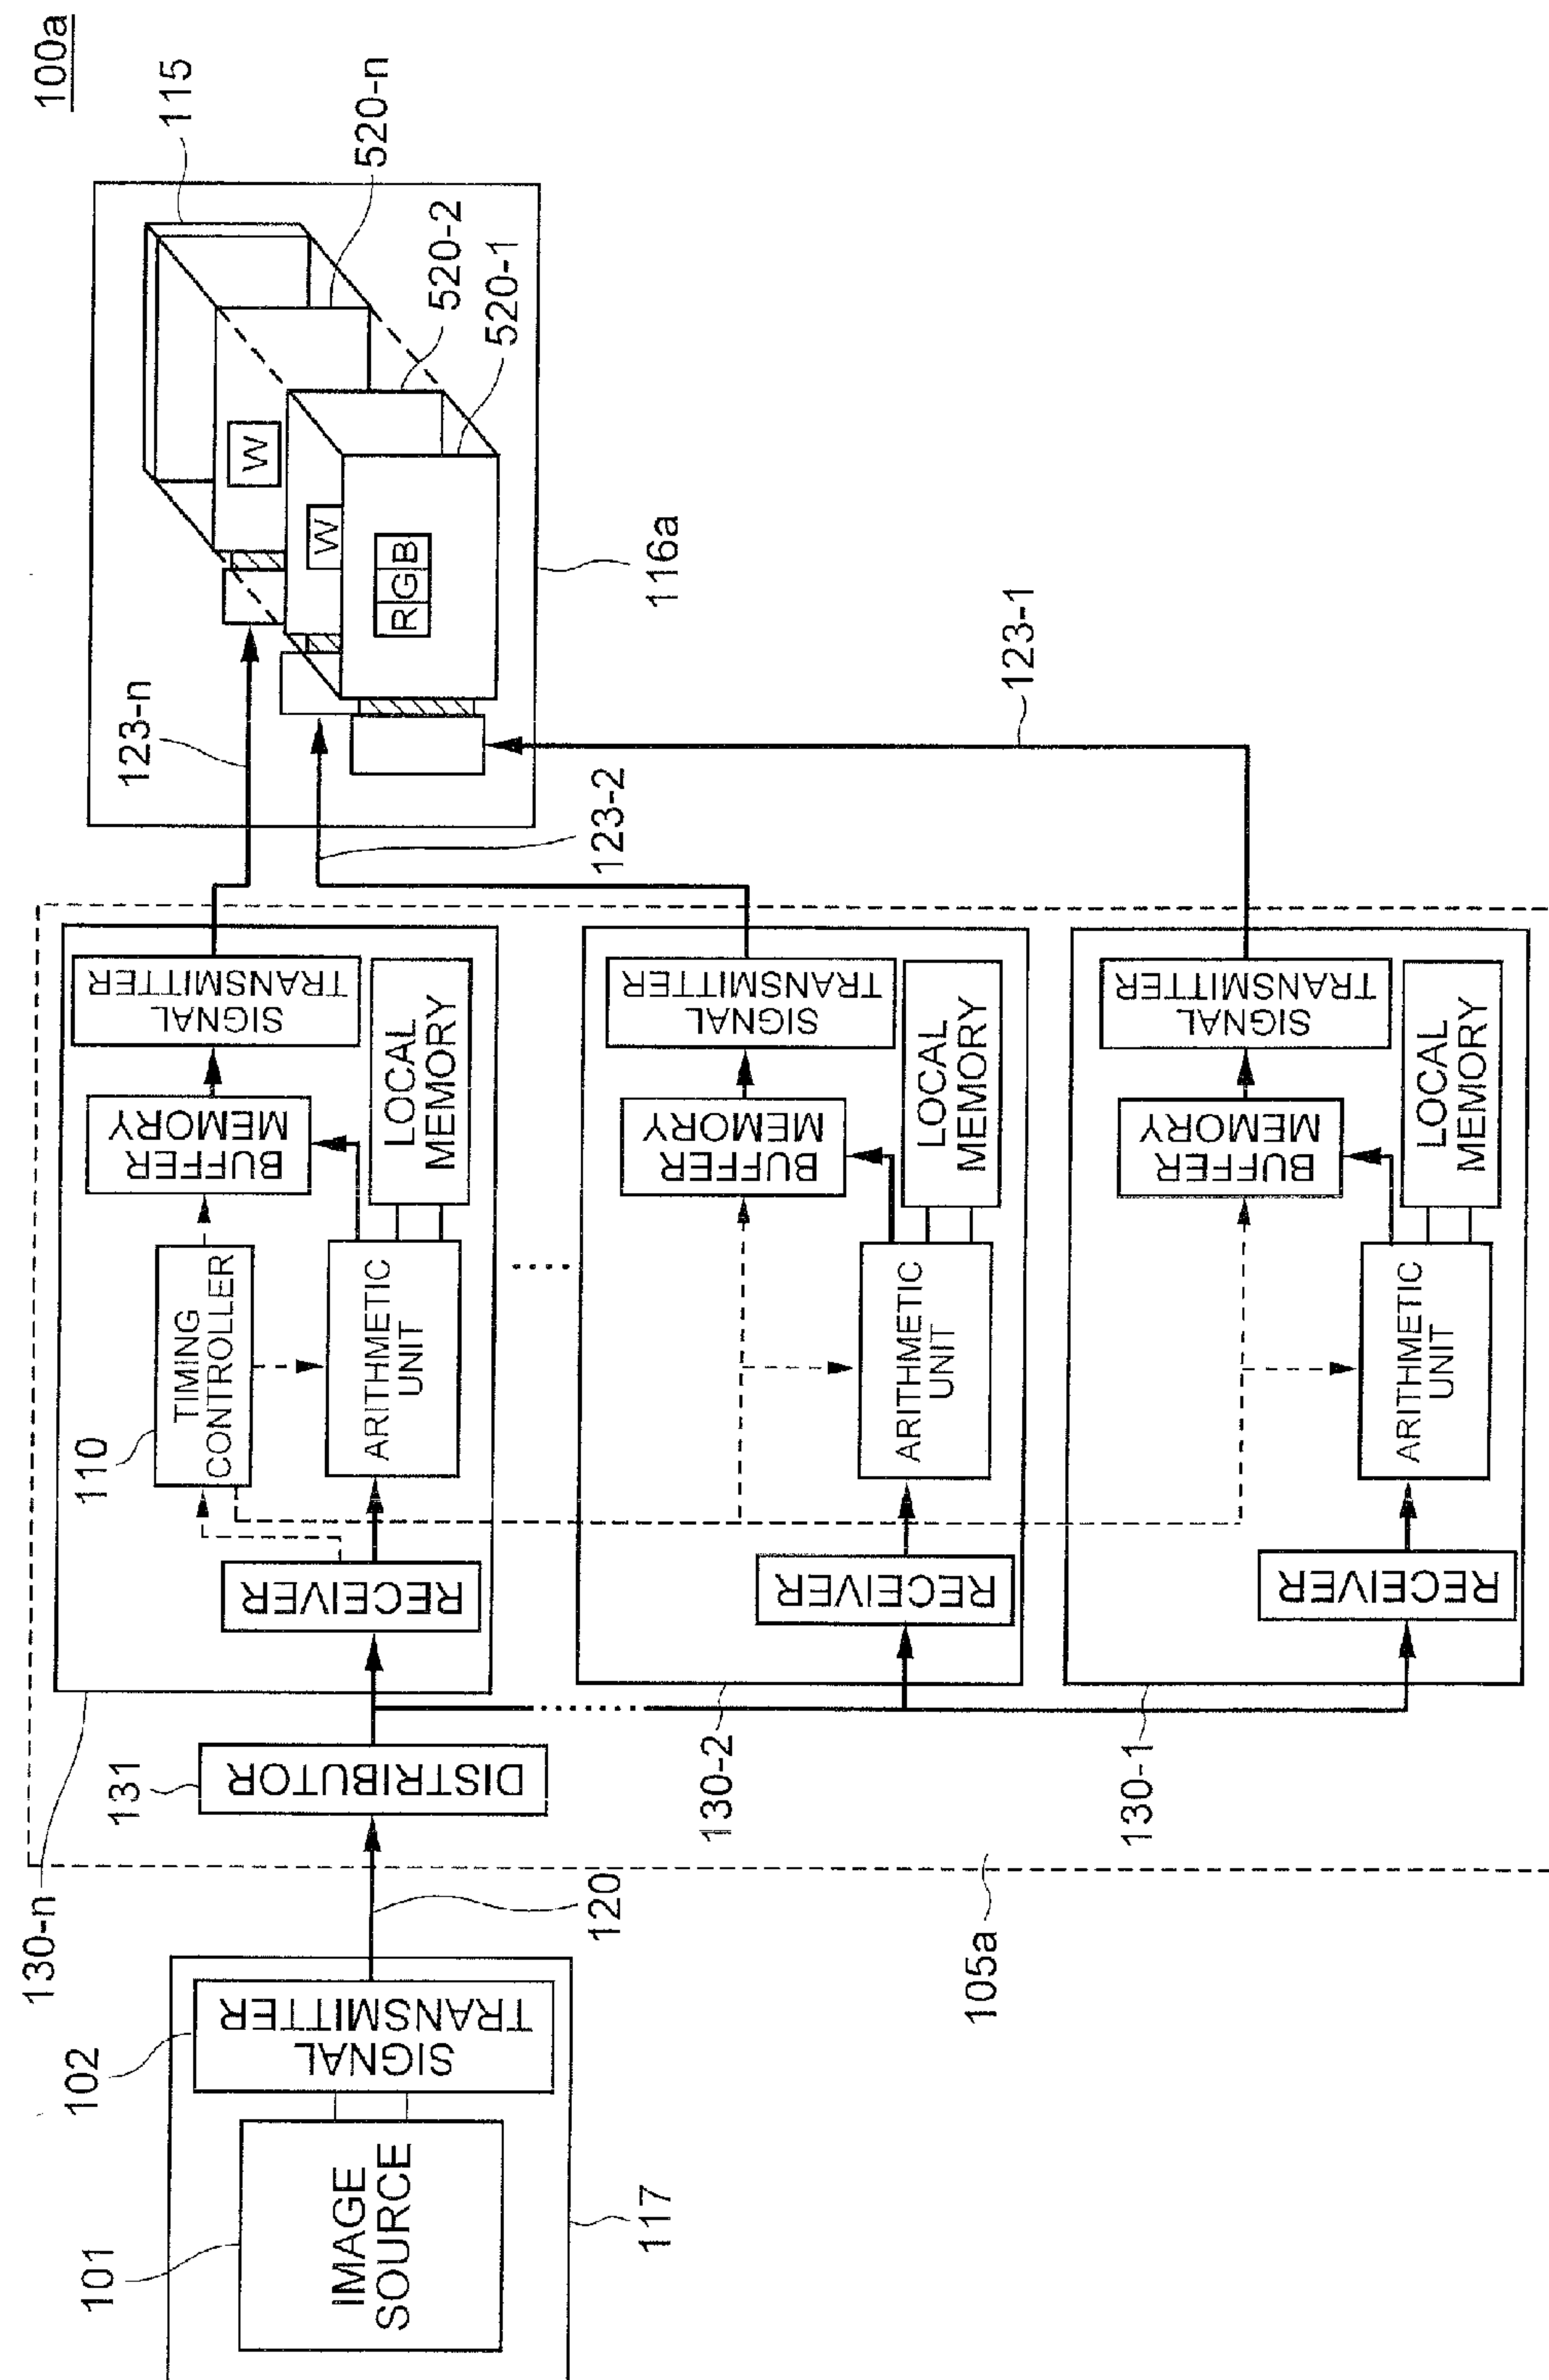 100a
115
520-n
520-2
520-1
W
W
R G B
116a
123-n
123-2
123-1
SIGNAL
TRANSMITTER
BUFFER
MEMORY
LOCAL
MEMORY
TIMING
CONTROLLER
110
ARITHMETIC
UNIT
RECEIVER
130-n
SIGNAL
TRANSMITTER
BUFFER
MEMORY
LOCAL
MEMORY
ARITHMETIC
UNIT
RECEIVER
130-2
SIGNAL
TRANSMITTER
BUFFER
MEMORY
LOCAL
MEMORY
ARITHMETIC
UNIT
RECEIVER
130-1
DISTRIBUTOR
131
105a
120
SIGNAL
TRANSMITTER
102
IMAGE
SOURCE
101
117